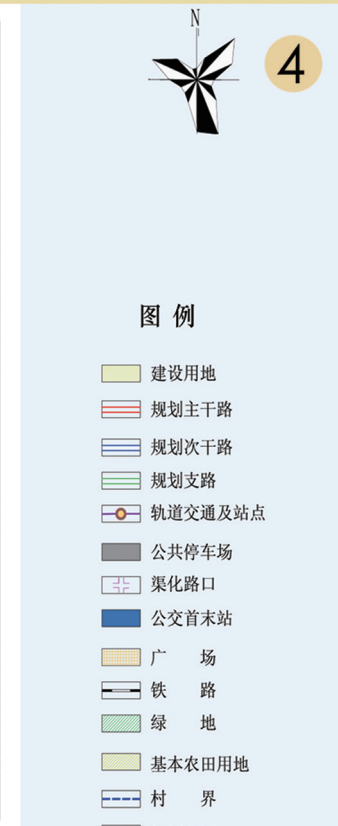 N
4
图 例
建设用地
规划主干路
规划次干路
规划支路
轨道交通及站点
公共停车场
渠化路口
公交首末站
广 场
铁 路
绿 地
基本农田用地
村 界